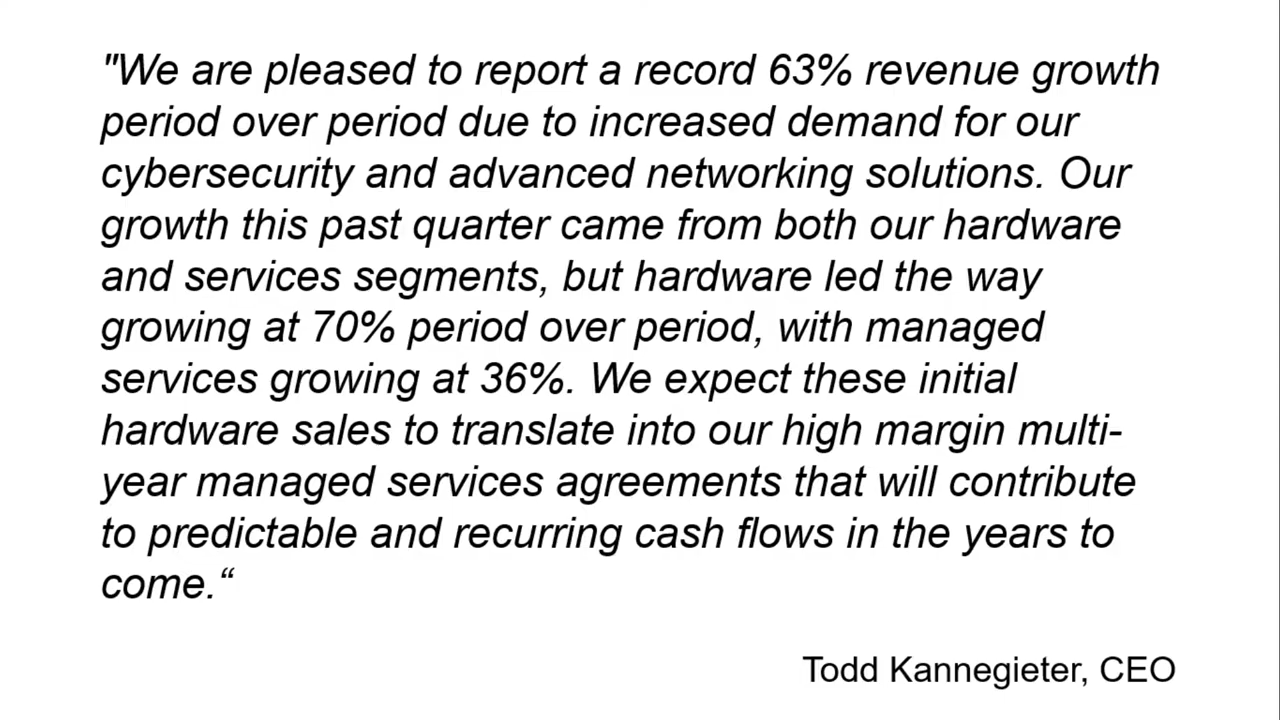 "We are pleased to report a record 63% revenue growth
period over period due to increased demand for our
cybersecurity and advanced networking solutions. Our
growth this past quarter came from both our hardware
and services segments, but hardware led the way
growing at 70% period over period, with managed
services growing at 36%. We expect these initial
hardware sales to translate into our high margin multi-
year managed services agreements that will contribute
to predictable and recurring cash flows in the years to
come.“
Todd Kannegieter, CEO